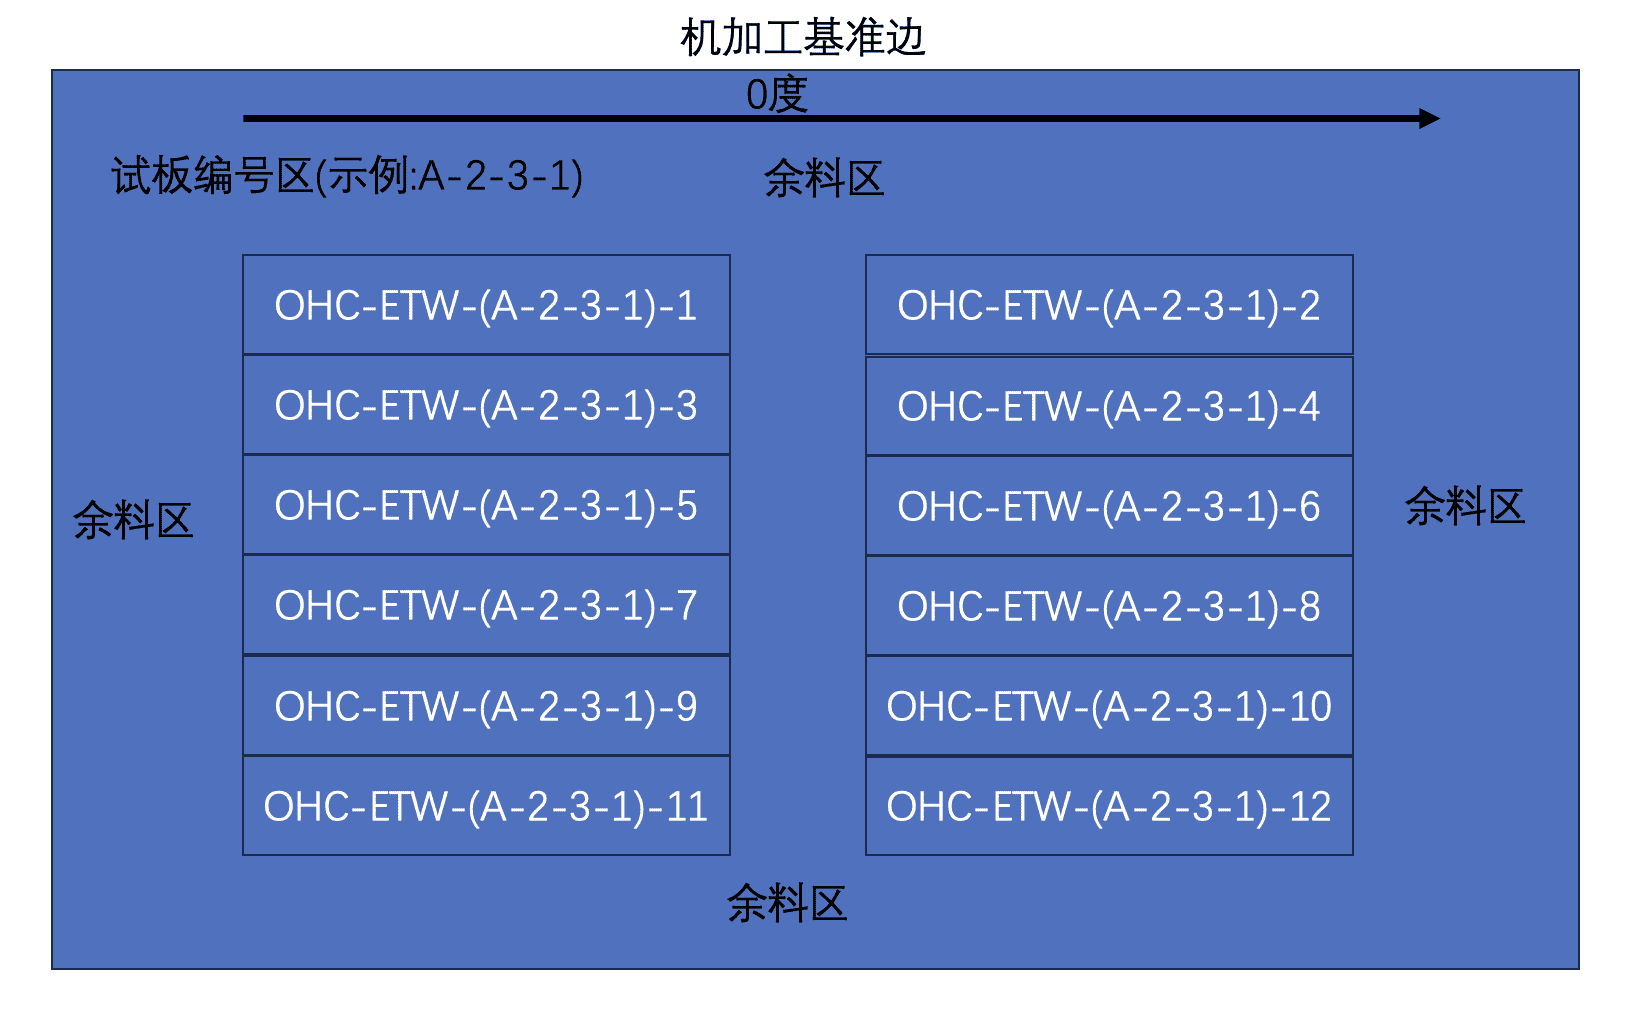 机加工基准边
0度
试板编号区(示例:A-2-3-1)
余料区
OHC-ETW-(A-2-3-1)-1
OHC-ETW-(A-2-3-1)-2
OHC-ETW-(A-2-3-1)-3
OHC-ETW-(A-2-3-1)-4
OHC-ETW-(A-2-3-1)-5
OHC-ETW-(A-2-3-1)-6
余料区
余料区
OHC-ETW-(A-2-3-1)-7
OHC-ETW-(A-2-3-1)-8
OHC-ETW-(A-2-3-1)-9
OHC-ETW-(A-2-3-1)-10
OHC-ETW-(A-2-3-1)-11
OHC-ETW-(A-2-3-1)-12
余料区